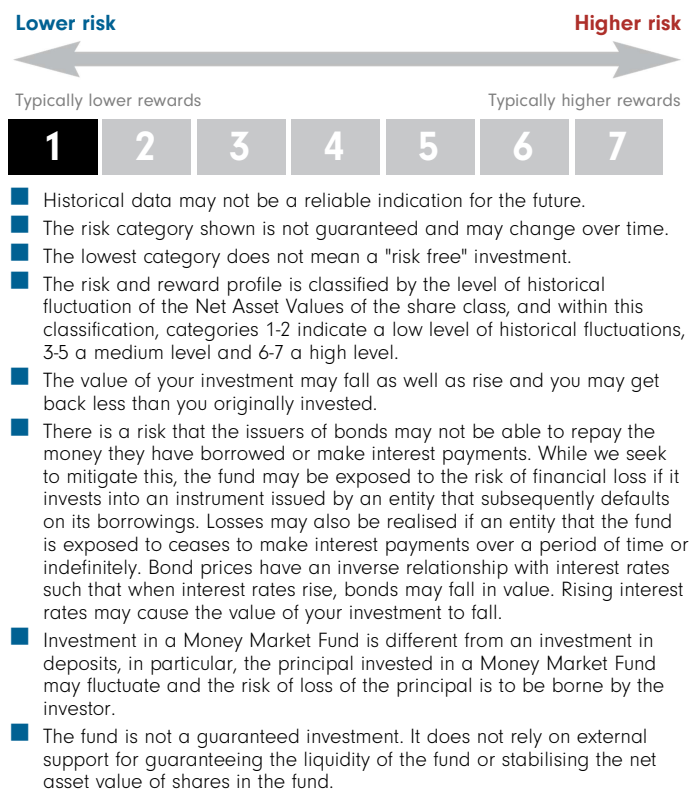 Lower risk Higher risk
Typically lower rewards Typically higher rewards
1 2 3 4 5 6 7
Historical data may not be a reliable indication for the future.
The risk category shown is not guaranteed and may change over time.
The lowest category does not mean a "risk free" investment.
The risk and reward profile is classified by the level of historical
fluctuation of the Net Asset Values of the share class, and within this
classification, categories 1-2 indicate a low level of historical fluctuations,
3-5 a medium level and 6-7 a high level.
The value of your investment may fall as well as rise and you may get
back less than you originally invested.
There is a risk that the issuers of bonds may not be able to repay the
money they have borrowed or make interest payments. While we seek
to mitigate this, the fund may be exposed to the risk of financial loss if it
invests into an instrument issued by an entity that subsequently defaults
on its borrowings. Losses may also be realised if an entity that the fund
is exposed to ceases to make interest payments over a period of time or
indefinitely. Bond prices have an inverse relationship with interest rates
such that when interest rates rise, bonds may fall in value. Rising interest
rates may cause the value of your investment to fall.
Investment in a Money Market Fund is different from an investment in
deposits, in particular, the principal invested in a Money Market Fund
may fluctuate and the risk of loss of the principal is to be borne by the
investor.
The fund is not a guaranteed investment. It does not rely on external
support for guaranteeing the liquidity of the fund or stabilising the net
asset value of shares in the fund.